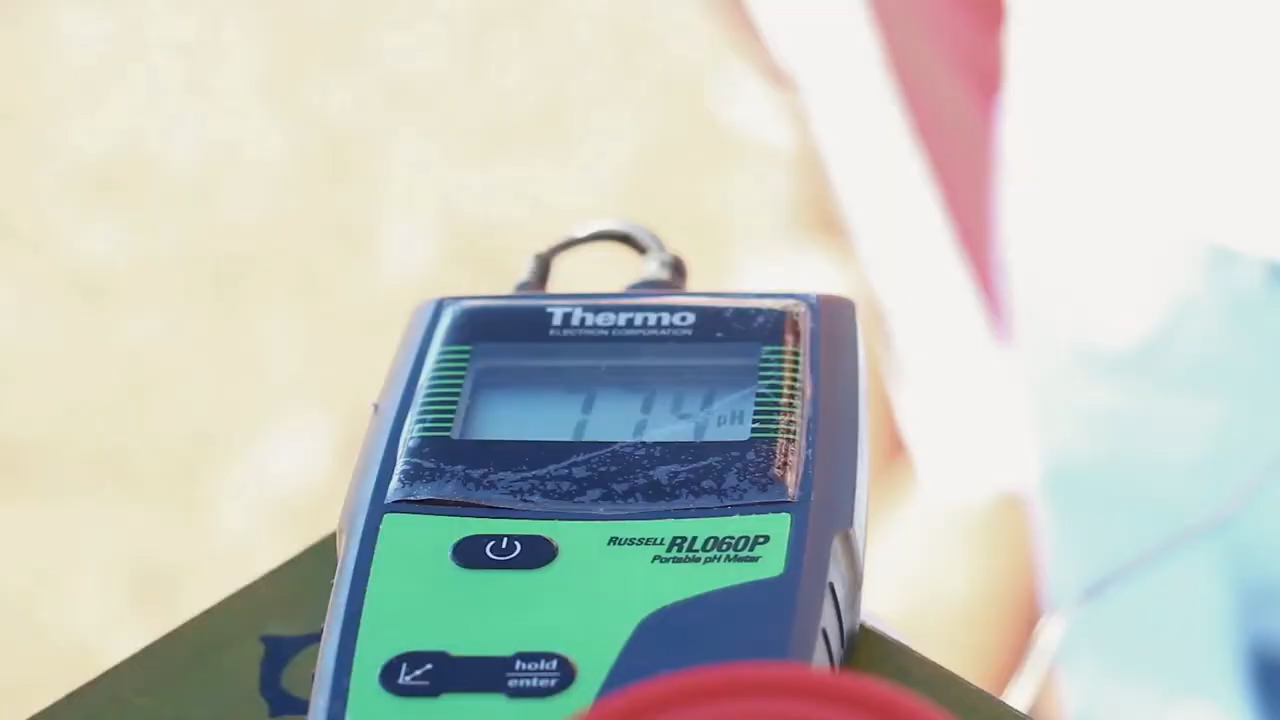 Thermo
ELECTRON CORPORATION
7.74 pH
RUSSELL RL060P
Portable pH Meter
hold
enter